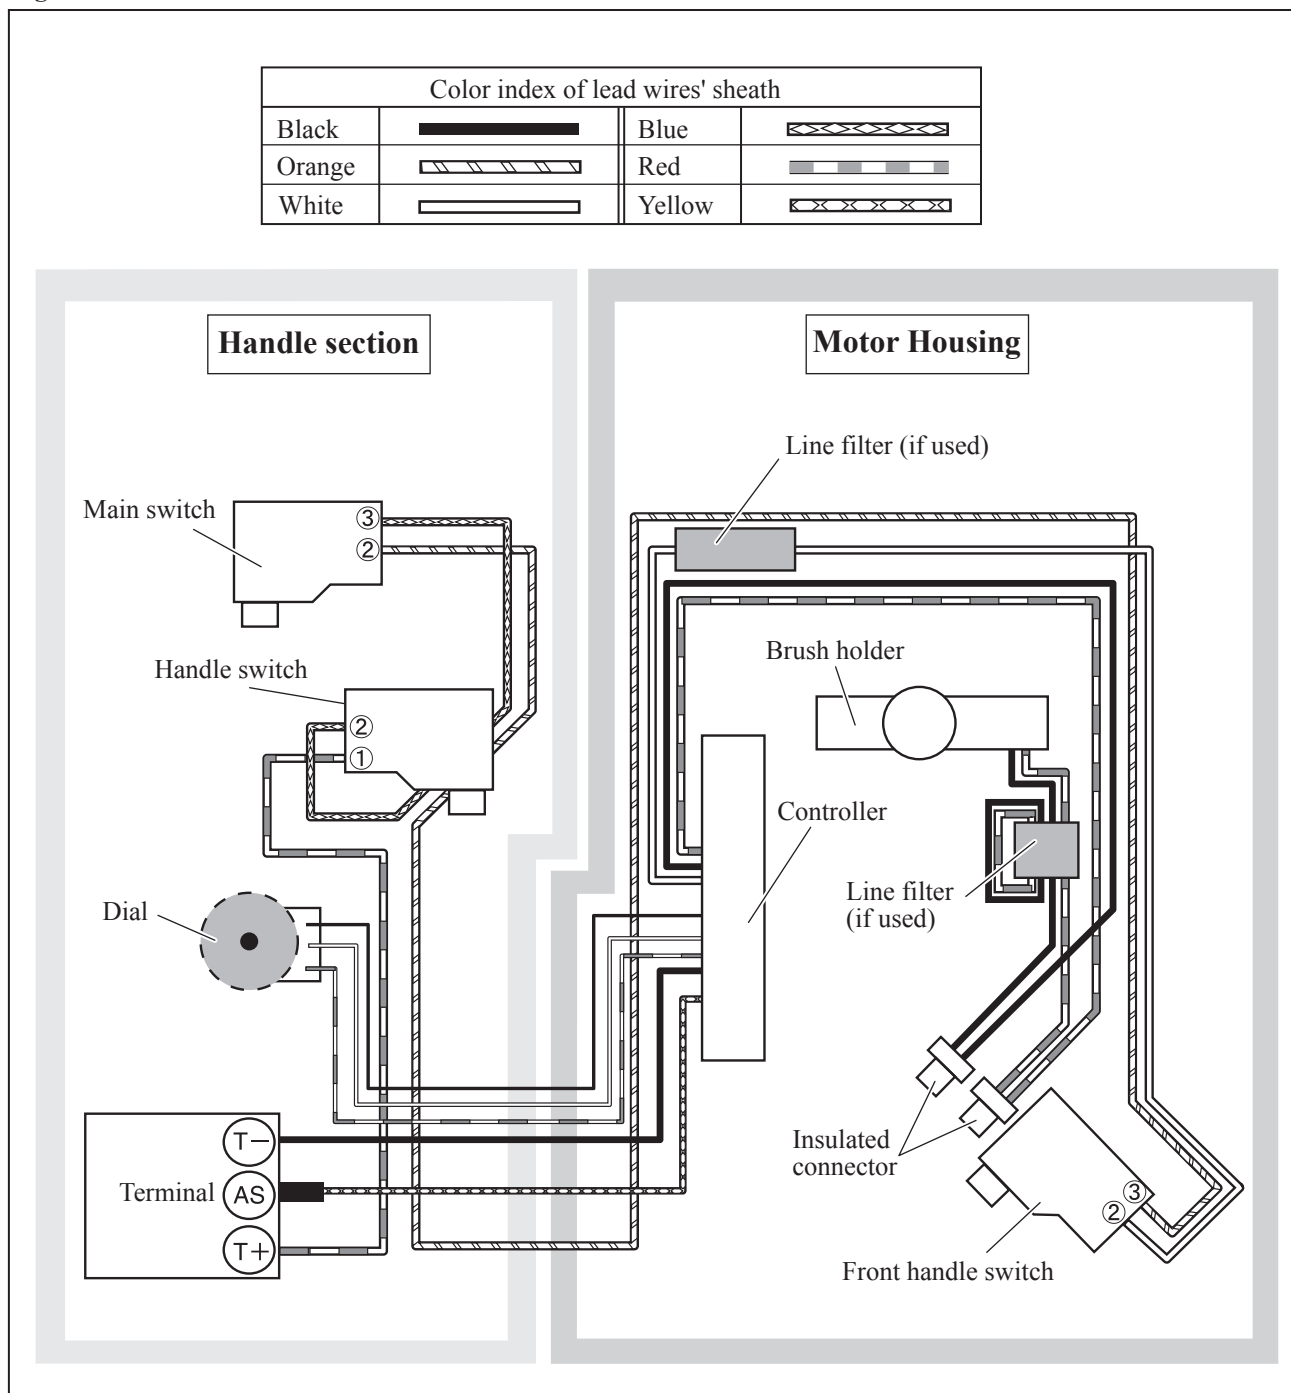 Color index of lead wires' sheath
Black
Blue
Orange
Red
White
Yellow
Handle section
Motor Housing
Line filter (if used)
Main switch
③
②
Handle switch
②
①
Brush holder
Controller
Line filter
(if used)
Dial
T−
Terminal
AS
T+
Insulated
connector
③
②
Front handle switch